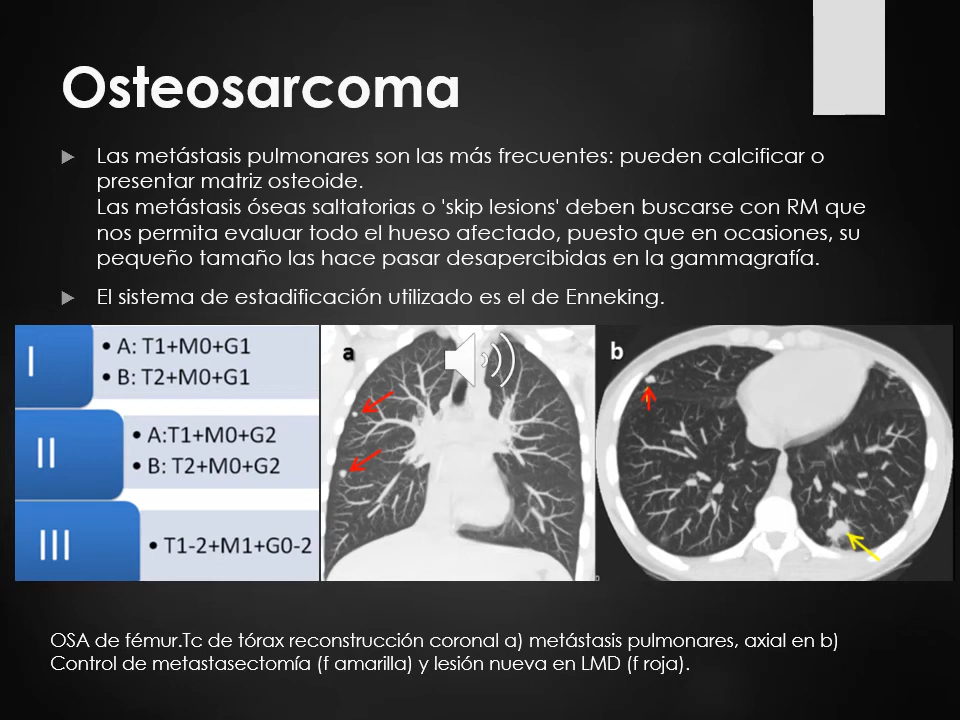 Osteosarcoma
Las metástasis pulmonares son las más frecuentes: pueden calcificar o
presentar matriz osteoide.
Las metástasis óseas saltatorias o 'skip lesions' deben buscarse con RM que
nos permita evaluar todo el hueso afectado, puesto que en ocasiones, su
pequeño tamaño las hace pasar desapercibidas en la gammagrafía.
El sistema de estadificación utilizado es el de Enneking.
I
• A: T1+M0+G1
• B: T2+M0+G1
II
• A:T1+M0+G2
• B: T2+M0+G2
III
• T1-2+M1+G0-2
a
b
OSA de fémur.Tc de tórax reconstrucción coronal a) metástasis pulmonares, axial en b)
Control de metastasectomía (f amarilla) y lesión nueva en LMD (f roja).